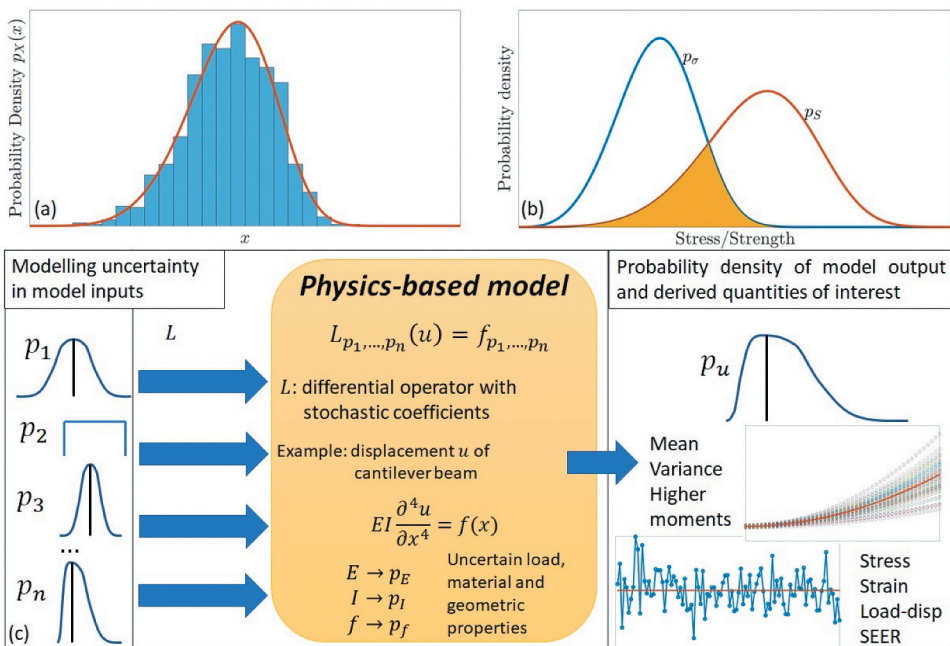 Probability Density p_X(x)
(a)
x
Probability density
p_σ
p_S
(b)
Stress/Strength
Modelling uncertainty
in model inputs
p_1
p_2
p_3
...
p_n
(c)
L
Physics-based model
L_{p_1,...,p_n}(u) = f_{p_1,...,p_n}
L: differential operator with
stochastic coefficients
Example: displacement u of
cantilever beam
EI ∂⁴u/∂x⁴ = f(x)
E → p_E
I → p_I
f → p_f
Uncertain load,
material and
geometric
properties
Probability density of model output
and derived quantities of interest
p_u
Mean
Variance
Higher
moments
Stress
Strain
Load-disp
SEER